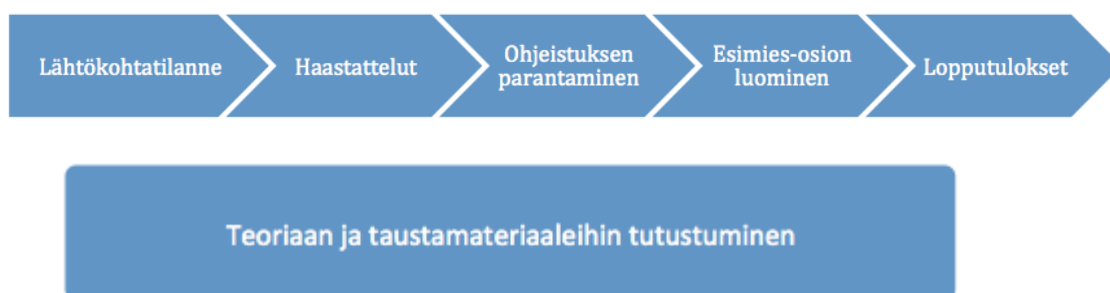 Lähtökohtatilanne
Haastattelut
Ohjeistuksen
parantaminen
Esimies-osion
luominen
Lopputulokset
Teoriaan ja taustamateriaaleihin tutustuminen